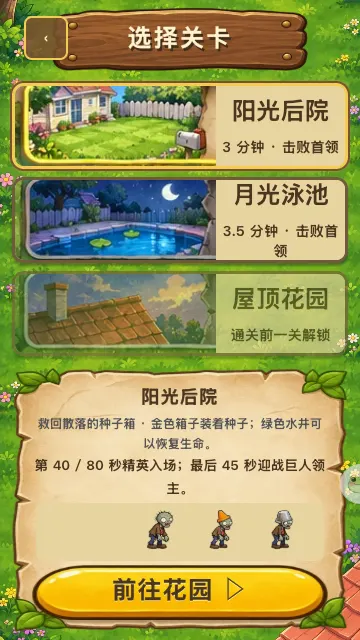 ‹
选择关卡
阳光后院
3 分钟 · 击败首领
月光泳池
3.5 分钟 · 击败首
领
屋顶花园
通关前一关解锁
阳光后院
救回散落的种子箱 · 金色箱子装着种子；绿色水井可
以恢复生命。
第 40 / 80 秒精英入场；最后 45 秒迎战巨人领
主。
前往花园 ▷